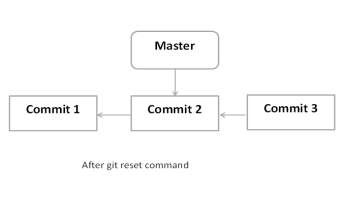 Master
Commit 1
Commit 2
Commit 3
After git reset command